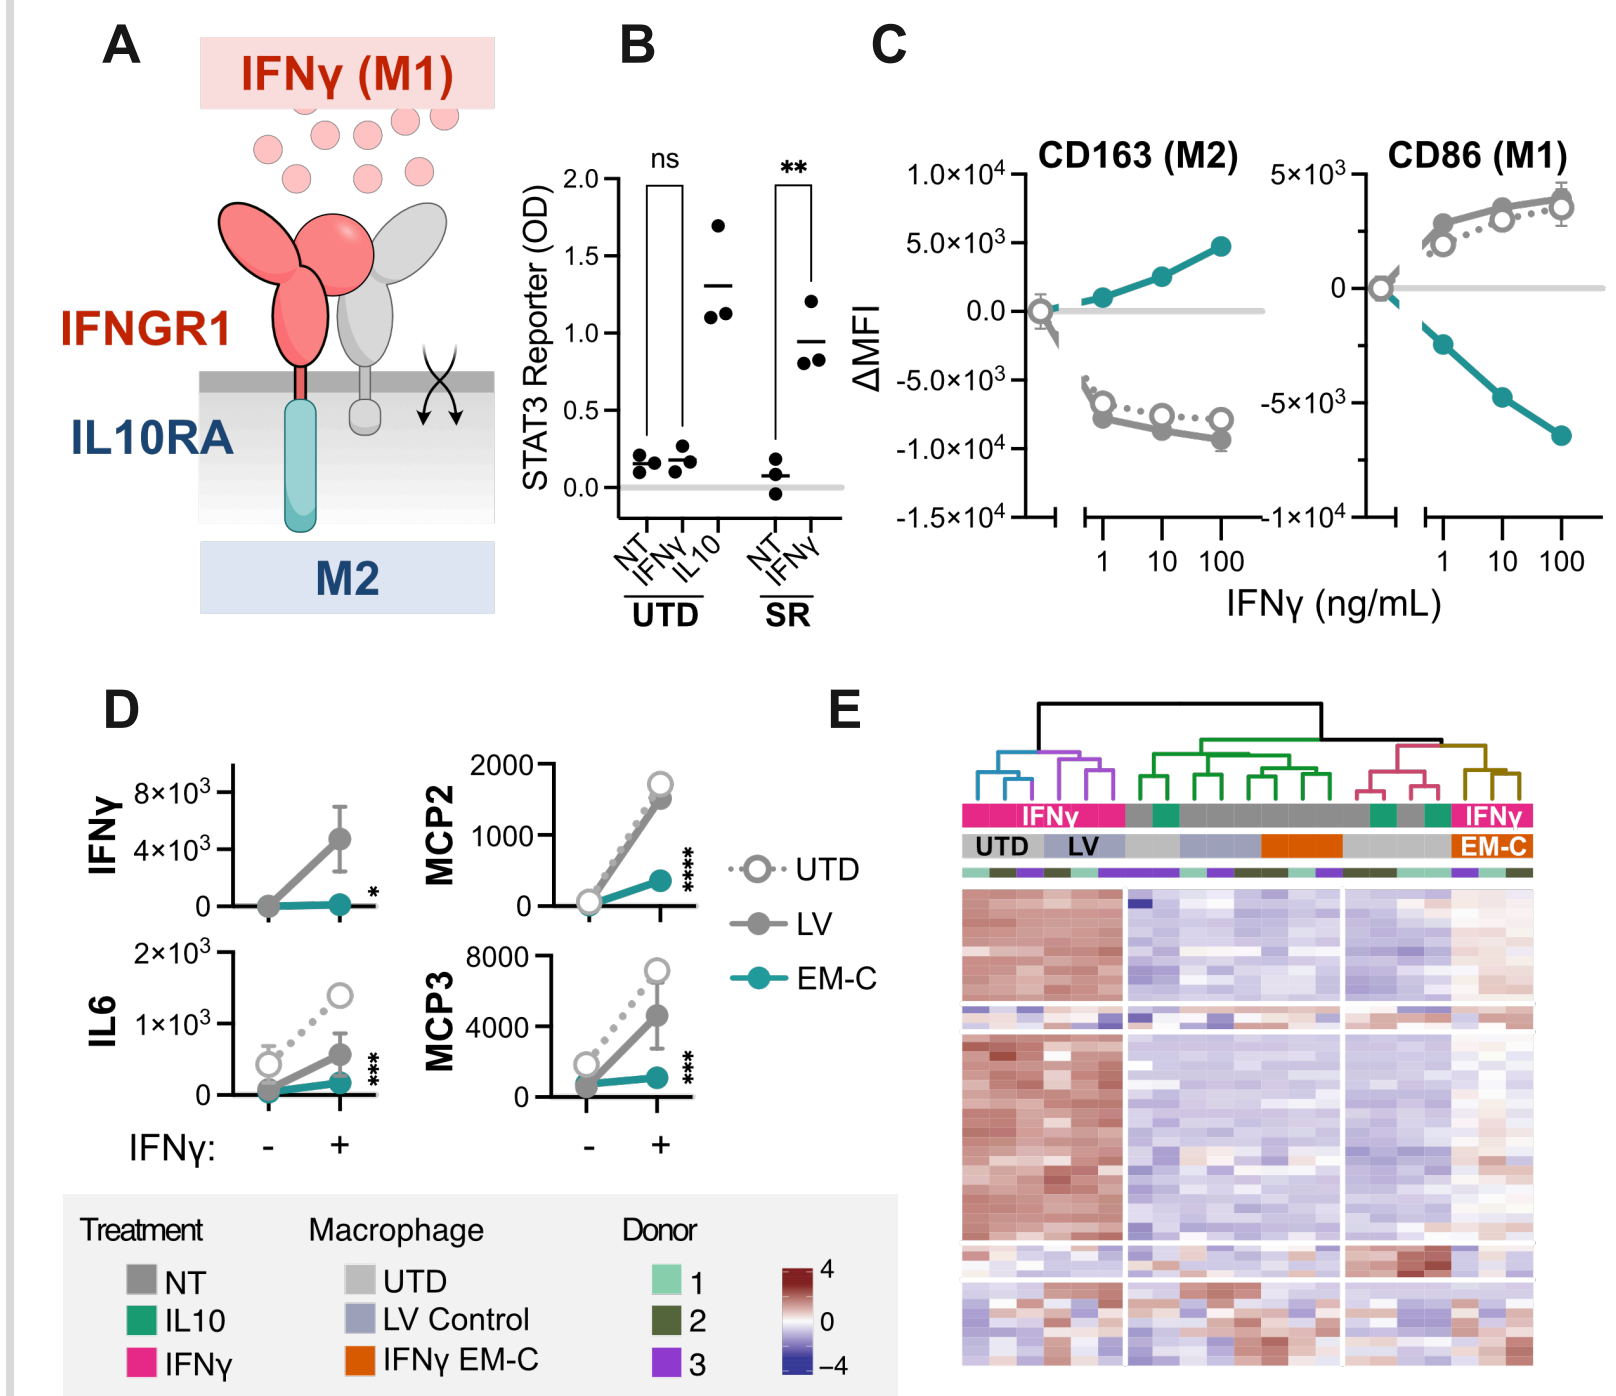 A
IFNγ (M1)
IFNGR1
IL10RA
M2
B
STAT3 Reporter (OD)
ns
**
2.0
1.5
1.0
0.5
0.0
NT
IFNγ
IL10
NT
IFNγ
UTD
SR
C
CD163 (M2)
CD86 (M1)
ΔMFI
1.0×10⁴
5.0×10³
0.0
-5.0×10³
-1.0×10⁴
-1.5×10⁴
1 10 100
5×10³
0
-5×10³
-1×10⁴
1 10 100
IFNγ (ng/mL)
D
IFNγ
8×10³
4×10³
0
*
MCP2
2000
1000
0
****
IL6
2×10³
1×10³
0
***
MCP3
8000
4000
0
***
IFNγ: - + - +
UTD
LV
EM-C
E
IFNγ IFNγ
UTD LV EM-C
Treatment
NT
IL10
IFNγ
Macrophage
UTD
LV Control
IFNγ EM-C
Donor
1
2
3
4
0
−4